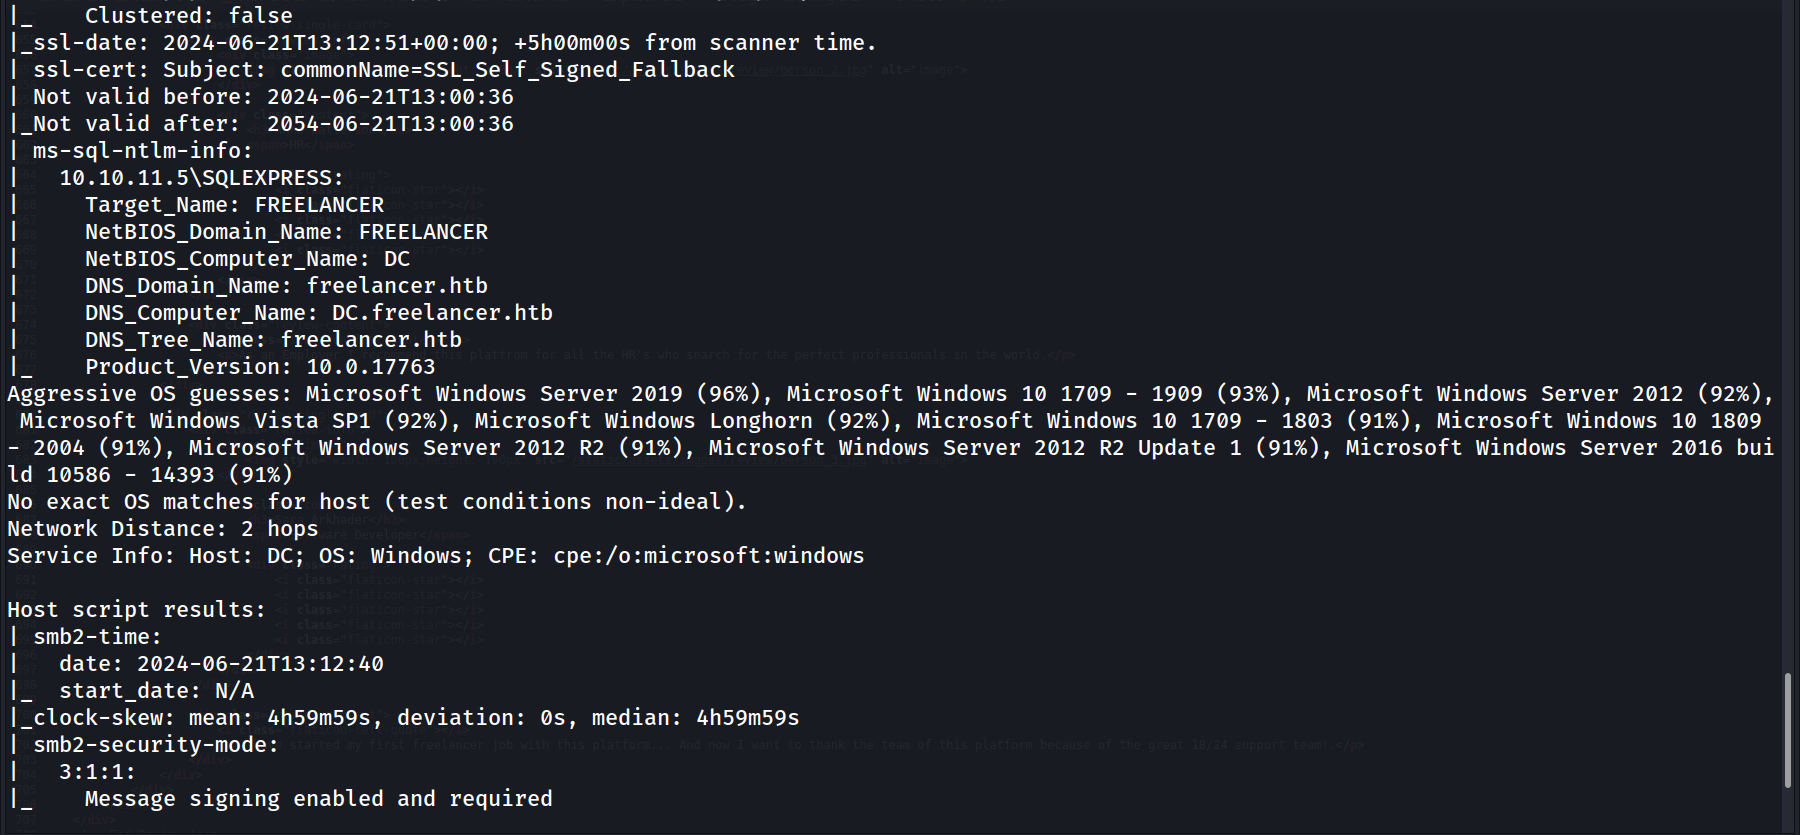 |_    Clustered: false
|_ssl-date: 2024-06-21T13:12:51+00:00; +5h00m00s from scanner time.
| ssl-cert: Subject: commonName=SSL_Self_Signed_Fallback
| Not valid before: 2024-06-21T13:00:36
|_Not valid after:  2054-06-21T13:00:36
| ms-sql-ntlm-info:
|   10.10.11.5\SQLEXPRESS:
|     Target_Name: FREELANCER
|     NetBIOS_Domain_Name: FREELANCER
|     NetBIOS_Computer_Name: DC
|     DNS_Domain_Name: freelancer.htb
|     DNS_Computer_Name: DC.freelancer.htb
|     DNS_Tree_Name: freelancer.htb
|_    Product_Version: 10.0.17763
Aggressive OS guesses: Microsoft Windows Server 2019 (96%), Microsoft Windows 10 1709 - 1909 (93%), Microsoft Windows Server 2012 (92%),
 Microsoft Windows Vista SP1 (92%), Microsoft Windows Longhorn (92%), Microsoft Windows 10 1709 - 1803 (91%), Microsoft Windows 10 1809
- 2004 (91%), Microsoft Windows Server 2012 R2 (91%), Microsoft Windows Server 2012 R2 Update 1 (91%), Microsoft Windows Server 2016 bui
ld 10586 - 14393 (91%)
No exact OS matches for host (test conditions non-ideal).
Network Distance: 2 hops
Service Info: Host: DC; OS: Windows; CPE: cpe:/o:microsoft:windows

Host script results:
| smb2-time:
|   date: 2024-06-21T13:12:40
|_  start_date: N/A
|_clock-skew: mean: 4h59m59s, deviation: 0s, median: 4h59m59s
| smb2-security-mode:
|   3:1:1:
|_    Message signing enabled and required